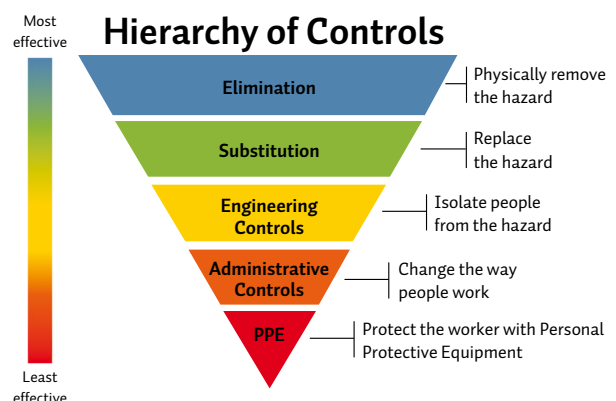 Most
effective
Hierarchy of Controls
Elimination
Physically remove
the hazard
Substitution
Replace
the hazard
Engineering
Controls
Isolate people
from the hazard
Administrative
Controls
Change the way
people work
PPE
Protect the worker with Personal
Protective Equipment
Least
effective